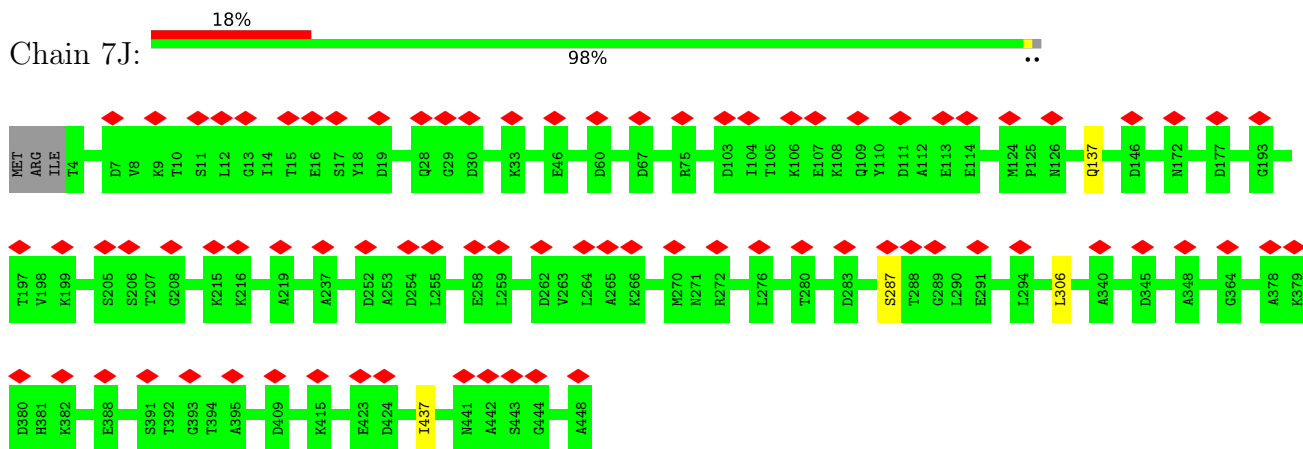 18%
Chain 7J:
98%
••
MET ARG ILE T4 D7 V8 K9 T10 S11 L12 G13 I14 T15 E16 S17 Y18 D19 Q28 G29 D30 K33 E46 D60 D67 R75 D103 I104 T105 K106 E107 K108 Q109 Y110 D111 A112 E113 E114 M124 P125 N126 Q137 D146 N172 D177 G193
T197 V198 K199 S205 S206 T207 G208 K215 K216 A219 A237 D252 A253 D254 L255 E258 L259 D262 V263 L264 A265 K266 M270 N271 R272 L276 T280 D283 S287 T288 G289 L290 E291 L294 L306 A340 D345 A348 G364 A378 K379
D380 H381 K382 E388 S391 T392 G393 T394 A395 D409 K415 E423 D424 I437 N441 A442 S443 G444 A448